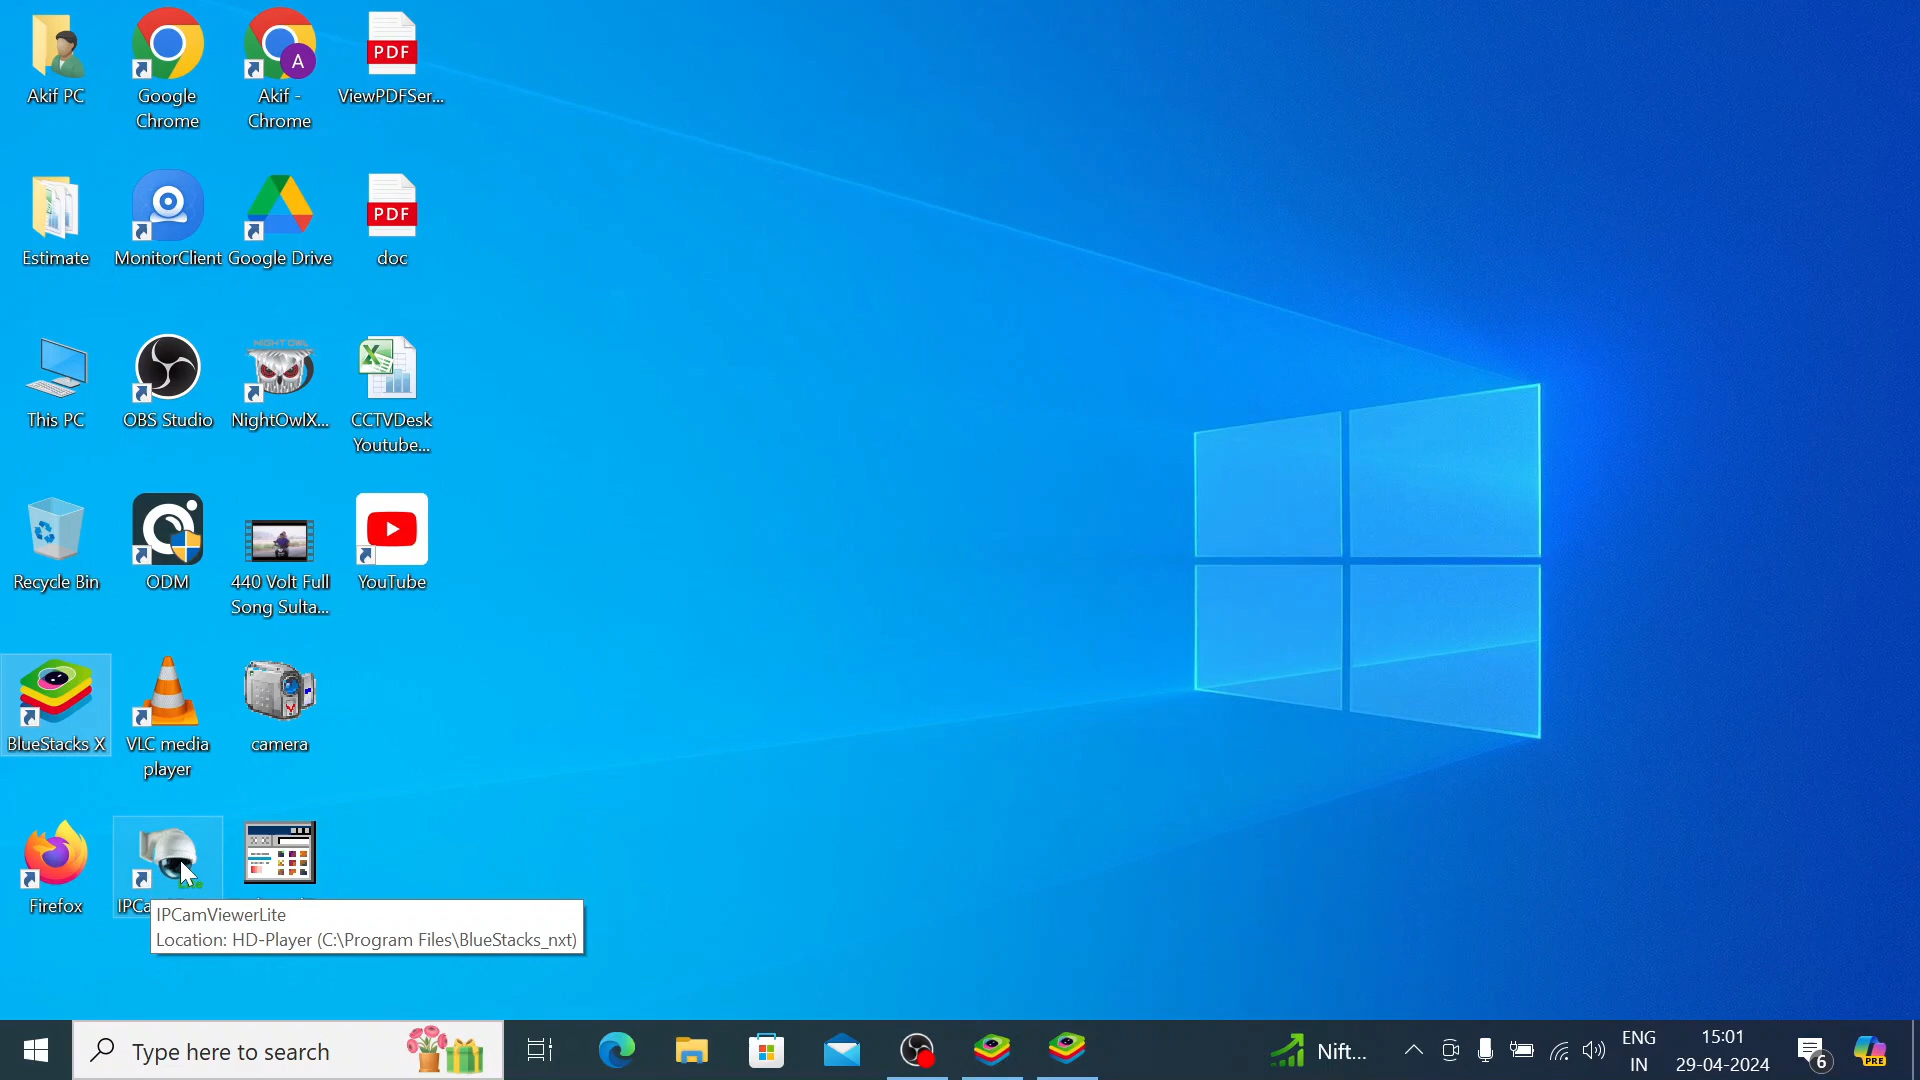 Akif PC
Google
Chrome
A
Akif -
Chrome
PDF
ViewPDFSer...
Estimate
MonitorClient
Google Drive
PDF
doc
This PC
OBS Studio
NIGHT OWL
NightOwlX...
CCTVDesk
Youtube...
Recycle Bin
ODM
440 Volt Full
Song Sulta...
YouTube
BlueStacks X
VLC media
player
camera
Firefox
IPCa
IPCamViewerLite
Location: HD-Player (C:\Program Files\BlueStacks_nxt)
Type here to search
Nift...
ENG
IN
15:01
29-04-2024
6
PRE